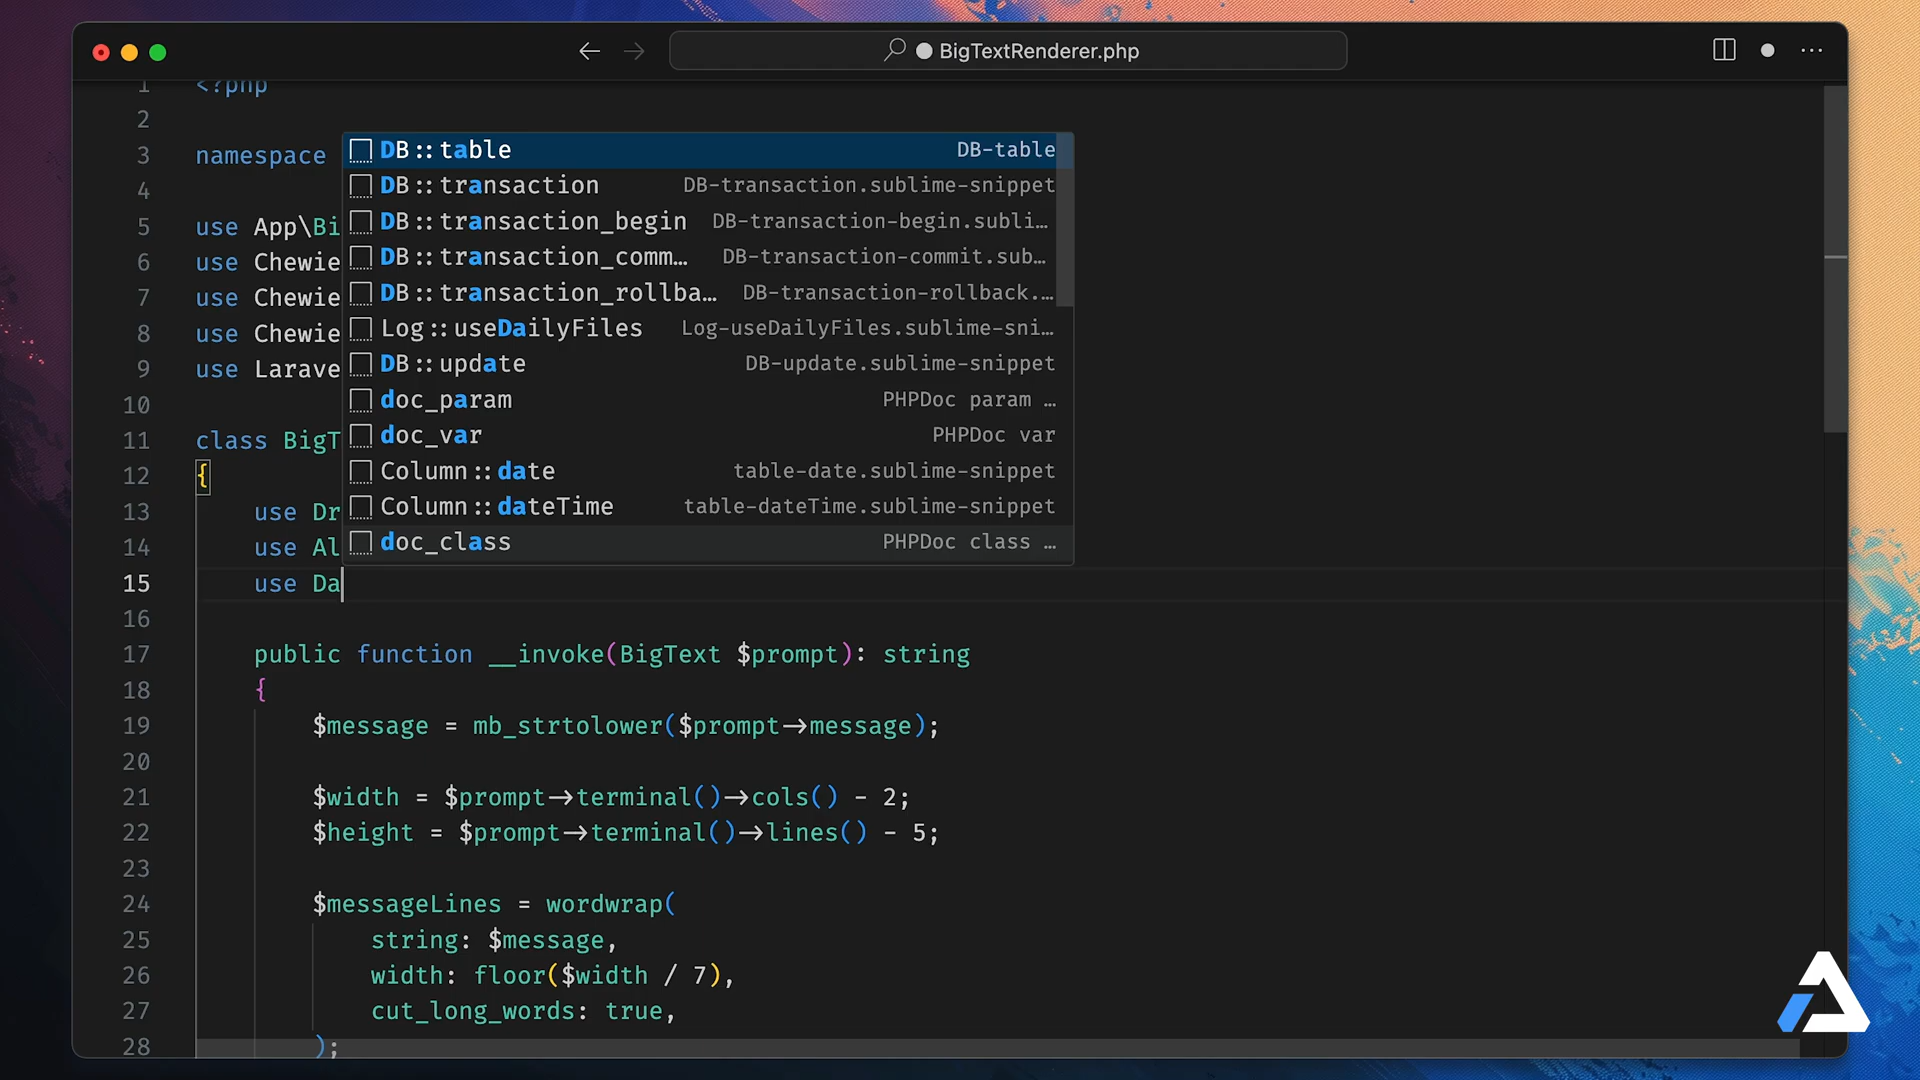 BigTextRenderer.php
1 <?php
2
3 namespace
4
5 use App\Bi
6 use Chewie
7 use Chewie
8 use Chewie
9 use Larave
10
11 class BigT
12 {
13 use Dr
14 use Al
15 use Da
DB::table DB-table
DB::transaction DB-transaction.sublime-snippet
DB::transaction_begin DB-transaction-begin.subli…
DB::transaction_comm… DB-transaction-commit.sub…
DB::transaction_rollba… DB-transaction-rollback.…
Log::useDailyFiles Log-useDailyFiles.sublime-sni…
DB::update DB-update.sublime-snippet
doc_param PHPDoc param …
doc_var PHPDoc var
Column::date table-date.sublime-snippet
Column::dateTime table-dateTime.sublime-snippet
doc_class PHPDoc class …
16
17 public function __invoke(BigText $prompt): string
18 {
19 $message = mb_strtolower($prompt->message);
20
21 $width = $prompt->terminal()->cols() - 2;
22 $height = $prompt->terminal()->lines() - 5;
23
24 $messageLines = wordwrap(
25 string: $message,
26 width: floor($width / 7),
27 cut_long_words: true,
28 );